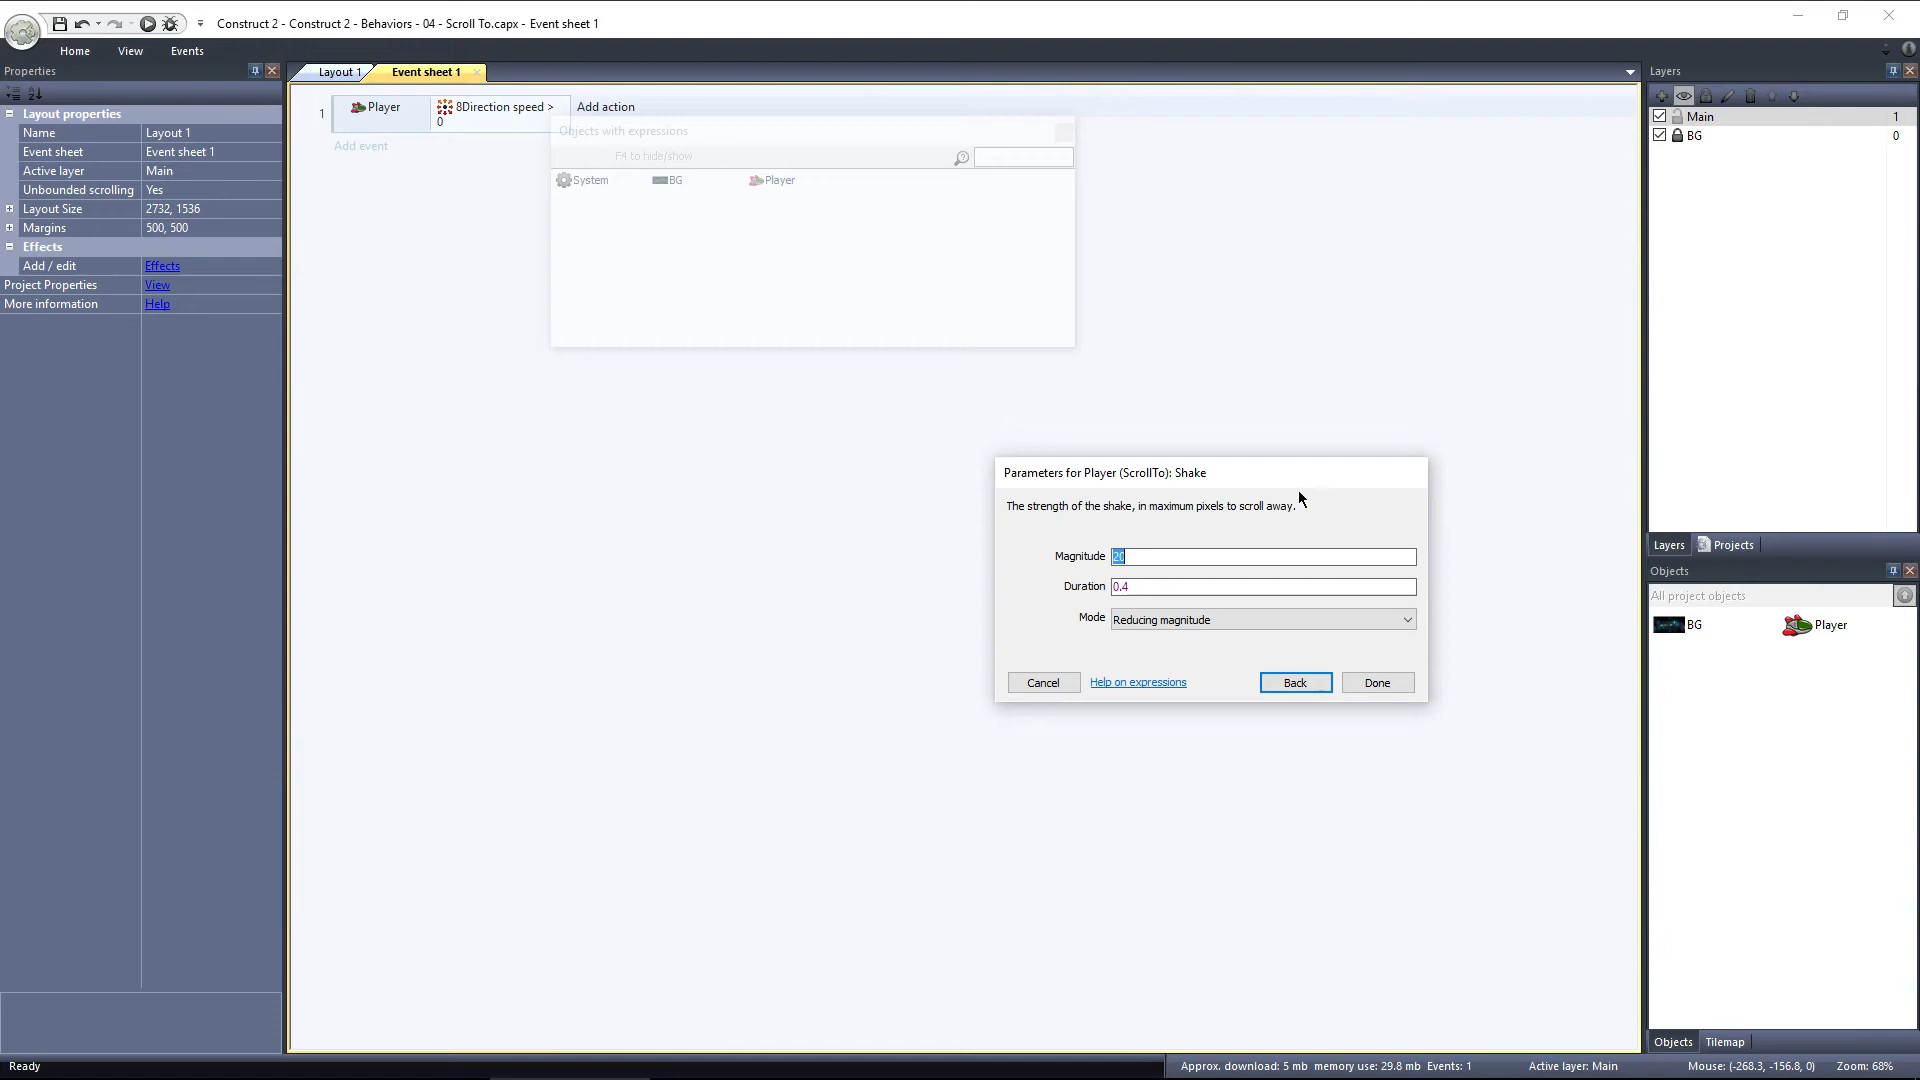 Construct 2 - Construct 2 - Behaviors - 04 - Scroll To.capx - Event sheet 1
Home View Events
Properties
Layout properties
Name Layout 1
Event sheet Event sheet 1
Active layer Main
Unbounded scrolling Yes
Layout Size 2732, 1536
Margins 500, 500
Effects
Add / edit Effects
Project Properties View
More information Help
Layout 1 Event sheet 1
1 Player 8Direction speed > 0 Add action
Add event
Objects with expressions
F4 to hide/show
System BG Player
Parameters for Player (ScrollTo): Shake
The strength of the shake, in maximum pixels to scroll away.
Magnitude 20
Duration 0.4
Mode Reducing magnitude
Cancel Help on expressions Back Done
Layers
Main 1
BG 0
Layers Projects
Objects
All project objects
BG Player
Objects Tilemap
Ready
Approx. download: 5 mb memory use: 29.8 mb Events: 1 Active layer: Main Mouse: (-268.3, -156.8, 0) Zoom: 68%